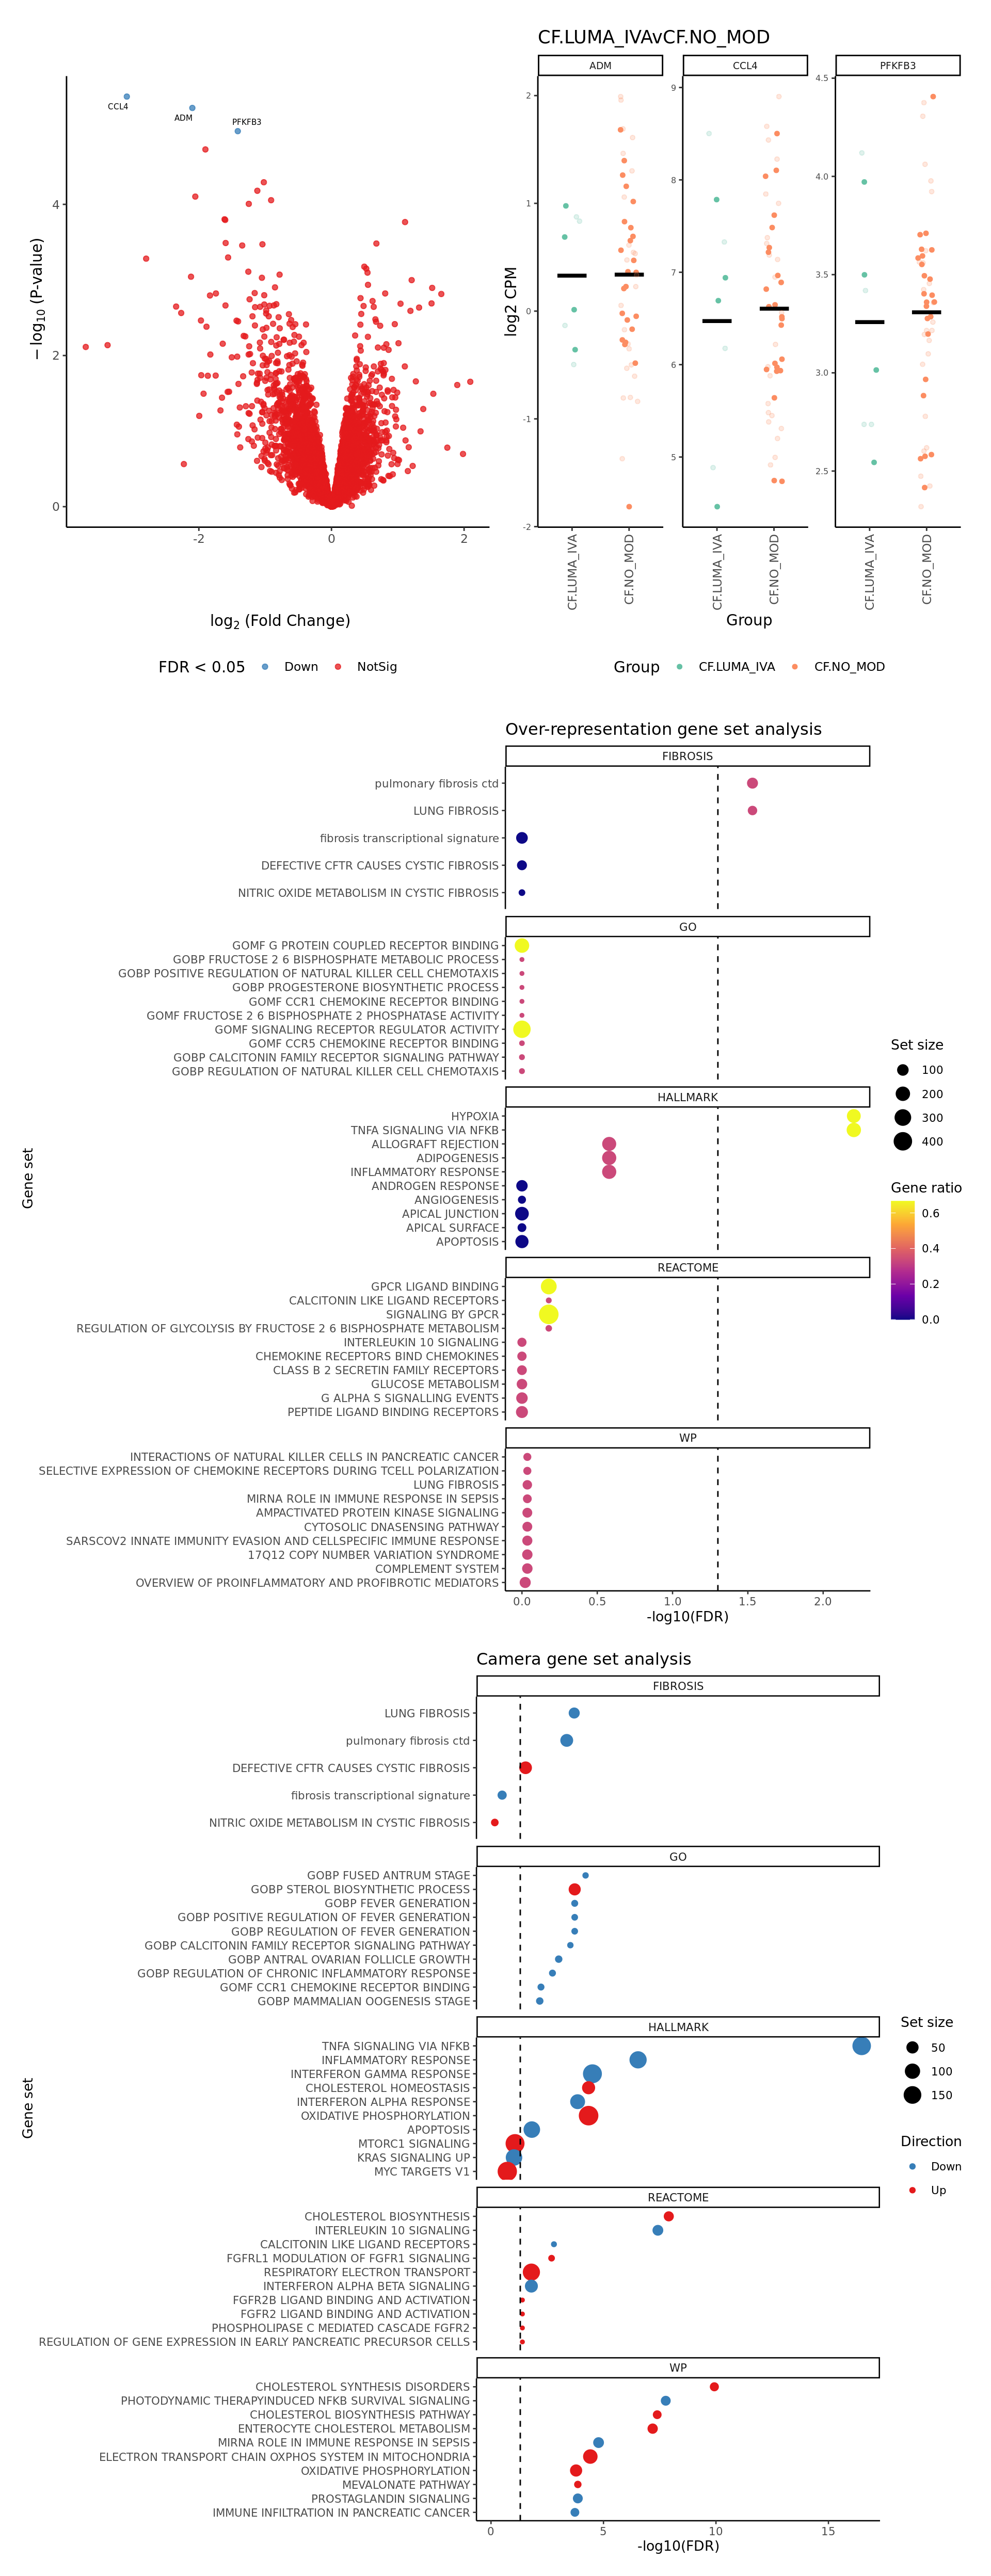 CCL4
ADM
PFKFB3
4
2
0
-2
0
2
− log10 (P-value)
log2 (Fold Change)
FDR < 0.05
Down
NotSig
CF.LUMA_IVAvCF.NO_MOD
ADM
CCL4
PFKFB3
2
1
0
-1
-2
9
8
7
6
5
4.5
4.0
3.5
3.0
2.5
log2 CPM
CF.LUMA_IVA
CF.NO_MOD
CF.LUMA_IVA
CF.NO_MOD
CF.LUMA_IVA
CF.NO_MOD
Group
Group
CF.LUMA_IVA
CF.NO_MOD
Over-representation gene set analysis
FIBROSIS
pulmonary fibrosis ctd
LUNG FIBROSIS
fibrosis transcriptional signature
DEFECTIVE CFTR CAUSES CYSTIC FIBROSIS
NITRIC OXIDE METABOLISM IN CYSTIC FIBROSIS
GO
GOMF G PROTEIN COUPLED RECEPTOR BINDING
GOBP FRUCTOSE 2 6 BISPHOSPHATE METABOLIC PROCESS
GOBP POSITIVE REGULATION OF NATURAL KILLER CELL CHEMOTAXIS
GOBP PROGESTERONE BIOSYNTHETIC PROCESS
GOMF CCR1 CHEMOKINE RECEPTOR BINDING
GOMF FRUCTOSE 2 6 BISPHOSPHATE 2 PHOSPHATASE ACTIVITY
GOMF SIGNALING RECEPTOR REGULATOR ACTIVITY
GOMF CCR5 CHEMOKINE RECEPTOR BINDING
GOBP CALCITONIN FAMILY RECEPTOR SIGNALING PATHWAY
GOBP REGULATION OF NATURAL KILLER CELL CHEMOTAXIS
HALLMARK
HYPOXIA
TNFA SIGNALING VIA NFKB
ALLOGRAFT REJECTION
ADIPOGENESIS
INFLAMMATORY RESPONSE
ANDROGEN RESPONSE
ANGIOGENESIS
APICAL JUNCTION
APICAL SURFACE
APOPTOSIS
REACTOME
GPCR LIGAND BINDING
CALCITONIN LIKE LIGAND RECEPTORS
SIGNALING BY GPCR
REGULATION OF GLYCOLYSIS BY FRUCTOSE 2 6 BISPHOSPHATE METABOLISM
INTERLEUKIN 10 SIGNALING
CHEMOKINE RECEPTORS BIND CHEMOKINES
CLASS B 2 SECRETIN FAMILY RECEPTORS
GLUCOSE METABOLISM
G ALPHA S SIGNALLING EVENTS
PEPTIDE LIGAND BINDING RECEPTORS
WP
INTERACTIONS OF NATURAL KILLER CELLS IN PANCREATIC CANCER
SELECTIVE EXPRESSION OF CHEMOKINE RECEPTORS DURING TCELL POLARIZATION
LUNG FIBROSIS
MIRNA ROLE IN IMMUNE RESPONSE IN SEPSIS
AMPACTIVATED PROTEIN KINASE SIGNALING
CYTOSOLIC DNASENSING PATHWAY
SARSCOV2 INNATE IMMUNITY EVASION AND CELLSPECIFIC IMMUNE RESPONSE
17Q12 COPY NUMBER VARIATION SYNDROME
COMPLEMENT SYSTEM
OVERVIEW OF PROINFLAMMATORY AND PROFIBROTIC MEDIATORS
0.0
0.5
1.0
1.5
2.0
-log10(FDR)
Gene set
Set size
100
200
300
400
Gene ratio
0.6
0.4
0.2
0.0
Camera gene set analysis
FIBROSIS
LUNG FIBROSIS
pulmonary fibrosis ctd
DEFECTIVE CFTR CAUSES CYSTIC FIBROSIS
fibrosis transcriptional signature
NITRIC OXIDE METABOLISM IN CYSTIC FIBROSIS
GO
GOBP FUSED ANTRUM STAGE
GOBP STEROL BIOSYNTHETIC PROCESS
GOBP FEVER GENERATION
GOBP POSITIVE REGULATION OF FEVER GENERATION
GOBP REGULATION OF FEVER GENERATION
GOBP CALCITONIN FAMILY RECEPTOR SIGNALING PATHWAY
GOBP ANTRAL OVARIAN FOLLICLE GROWTH
GOBP REGULATION OF CHRONIC INFLAMMATORY RESPONSE
GOMF CCR1 CHEMOKINE RECEPTOR BINDING
GOBP MAMMALIAN OOGENESIS STAGE
HALLMARK
TNFA SIGNALING VIA NFKB
INFLAMMATORY RESPONSE
INTERFERON GAMMA RESPONSE
CHOLESTEROL HOMEOSTASIS
INTERFERON ALPHA RESPONSE
OXIDATIVE PHOSPHORYLATION
APOPTOSIS
MTORC1 SIGNALING
KRAS SIGNALING UP
MYC TARGETS V1
REACTOME
CHOLESTEROL BIOSYNTHESIS
INTERLEUKIN 10 SIGNALING
CALCITONIN LIKE LIGAND RECEPTORS
FGFRL1 MODULATION OF FGFR1 SIGNALING
RESPIRATORY ELECTRON TRANSPORT
INTERFERON ALPHA BETA SIGNALING
FGFR2B LIGAND BINDING AND ACTIVATION
FGFR2 LIGAND BINDING AND ACTIVATION
PHOSPHOLIPASE C MEDIATED CASCADE FGFR2
REGULATION OF GENE EXPRESSION IN EARLY PANCREATIC PRECURSOR CELLS
WP
CHOLESTEROL SYNTHESIS DISORDERS
PHOTODYNAMIC THERAPYINDUCED NFKB SURVIVAL SIGNALING
CHOLESTEROL BIOSYNTHESIS PATHWAY
ENTEROCYTE CHOLESTEROL METABOLISM
MIRNA ROLE IN IMMUNE RESPONSE IN SEPSIS
ELECTRON TRANSPORT CHAIN OXPHOS SYSTEM IN MITOCHONDRIA
OXIDATIVE PHOSPHORYLATION
MEVALONATE PATHWAY
PROSTAGLANDIN SIGNALING
IMMUNE INFILTRATION IN PANCREATIC CANCER
0
5
10
15
-log10(FDR)
Gene set
Set size
50
100
150
Direction
Down
Up